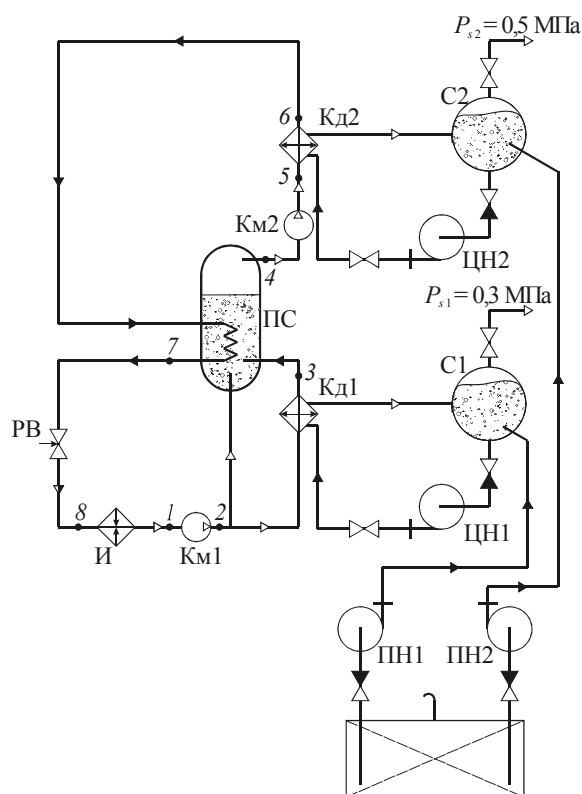 P_{s2} = 0,5 МПа
С2
6
Кд2
5
Км2
ЦН2
4
ПС
P_{s1} = 0,3 МПа
7
3
С1
Кд1
РВ
8
1
2
ЦН1
И
Км1
ПН1
ПН2